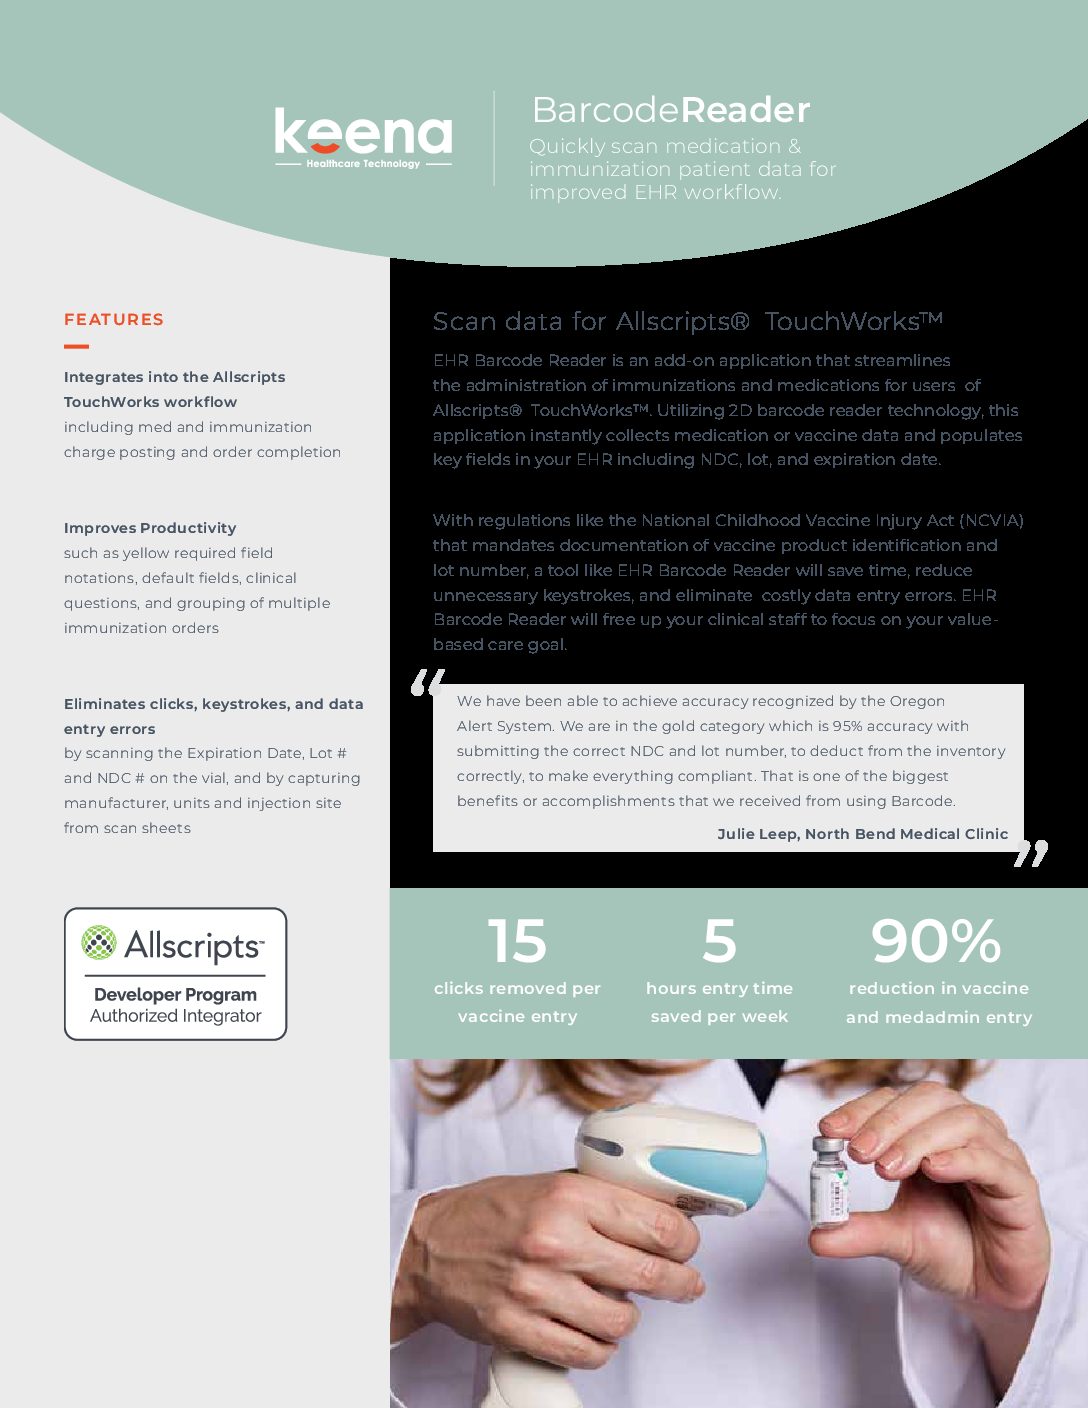 keena
Healthcare Technology
BarcodeReader
Quickly scan medication &
immunization patient data for
improved EHR workflow.
FEATURES
Integrates into the Allscripts
TouchWorks workflow
including med and immunization
charge posting and order completion
Improves Productivity
such as yellow required field
notations, default fields, clinical
questions, and grouping of multiple
immunization orders
Eliminates clicks, keystrokes, and data
entry errors
by scanning the Expiration Date, Lot #
and NDC # on the vial, and by capturing
manufacturer, units and injection site
from scan sheets
Allscripts™
Developer Program
Authorized Integrator
Scan data for Allscripts® TouchWorks™
EHR Barcode Reader is an add-on application that streamlines
the administration of immunizations and medications for users of
Allscripts® TouchWorks™. Utilizing 2D barcode reader technology, this
application instantly collects medication or vaccine data and populates
key fields in your EHR including NDC, lot, and expiration date.
With regulations like the National Childhood Vaccine Injury Act (NCVIA)
that mandates documentation of vaccine product identification and
lot number, a tool like EHR Barcode Reader will save time, reduce
unnecessary keystrokes, and eliminate costly data entry errors. EHR
Barcode Reader will free up your clinical staff to focus on your value-
based care goal.
“
We have been able to achieve accuracy recognized by the Oregon
Alert System. We are in the gold category which is 95% accuracy with
submitting the correct NDC and lot number, to deduct from the inventory
correctly, to make everything compliant. That is one of the biggest
benefits or accomplishments that we received from using Barcode.
Julie Leep, North Bend Medical Clinic
”
15
clicks removed per
vaccine entry
5
hours entry time
saved per week
90%
reduction in vaccine
and medadmin entry